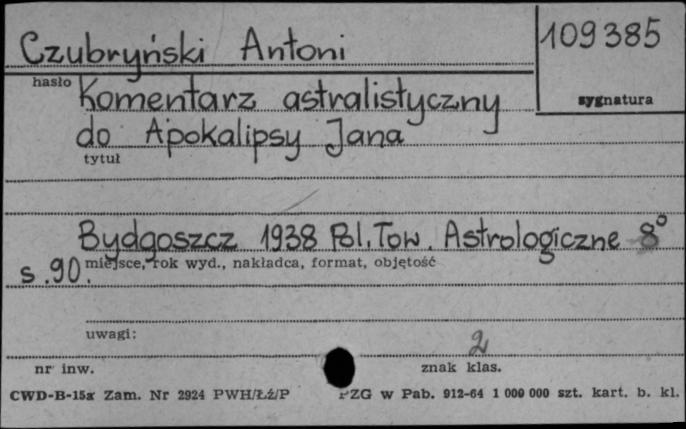 Czubryński Antoni
109385
hasło
sygnatura
Komentarz astralistyczny
do Apokalipsy Jana
tytuł
Bydgoszcz 1938 Pol. Tow. Astrologiczne 8°
miejsce, rok wyd., nakładca, format, objętość
s. 90.
uwagi:
2
nr inw.
znak klas.
CWD-B-15a Zam. Nr 2924 PWH/Łź/P PZG w Pab. 912-64 1 000 000 szt. kart. b. kl.